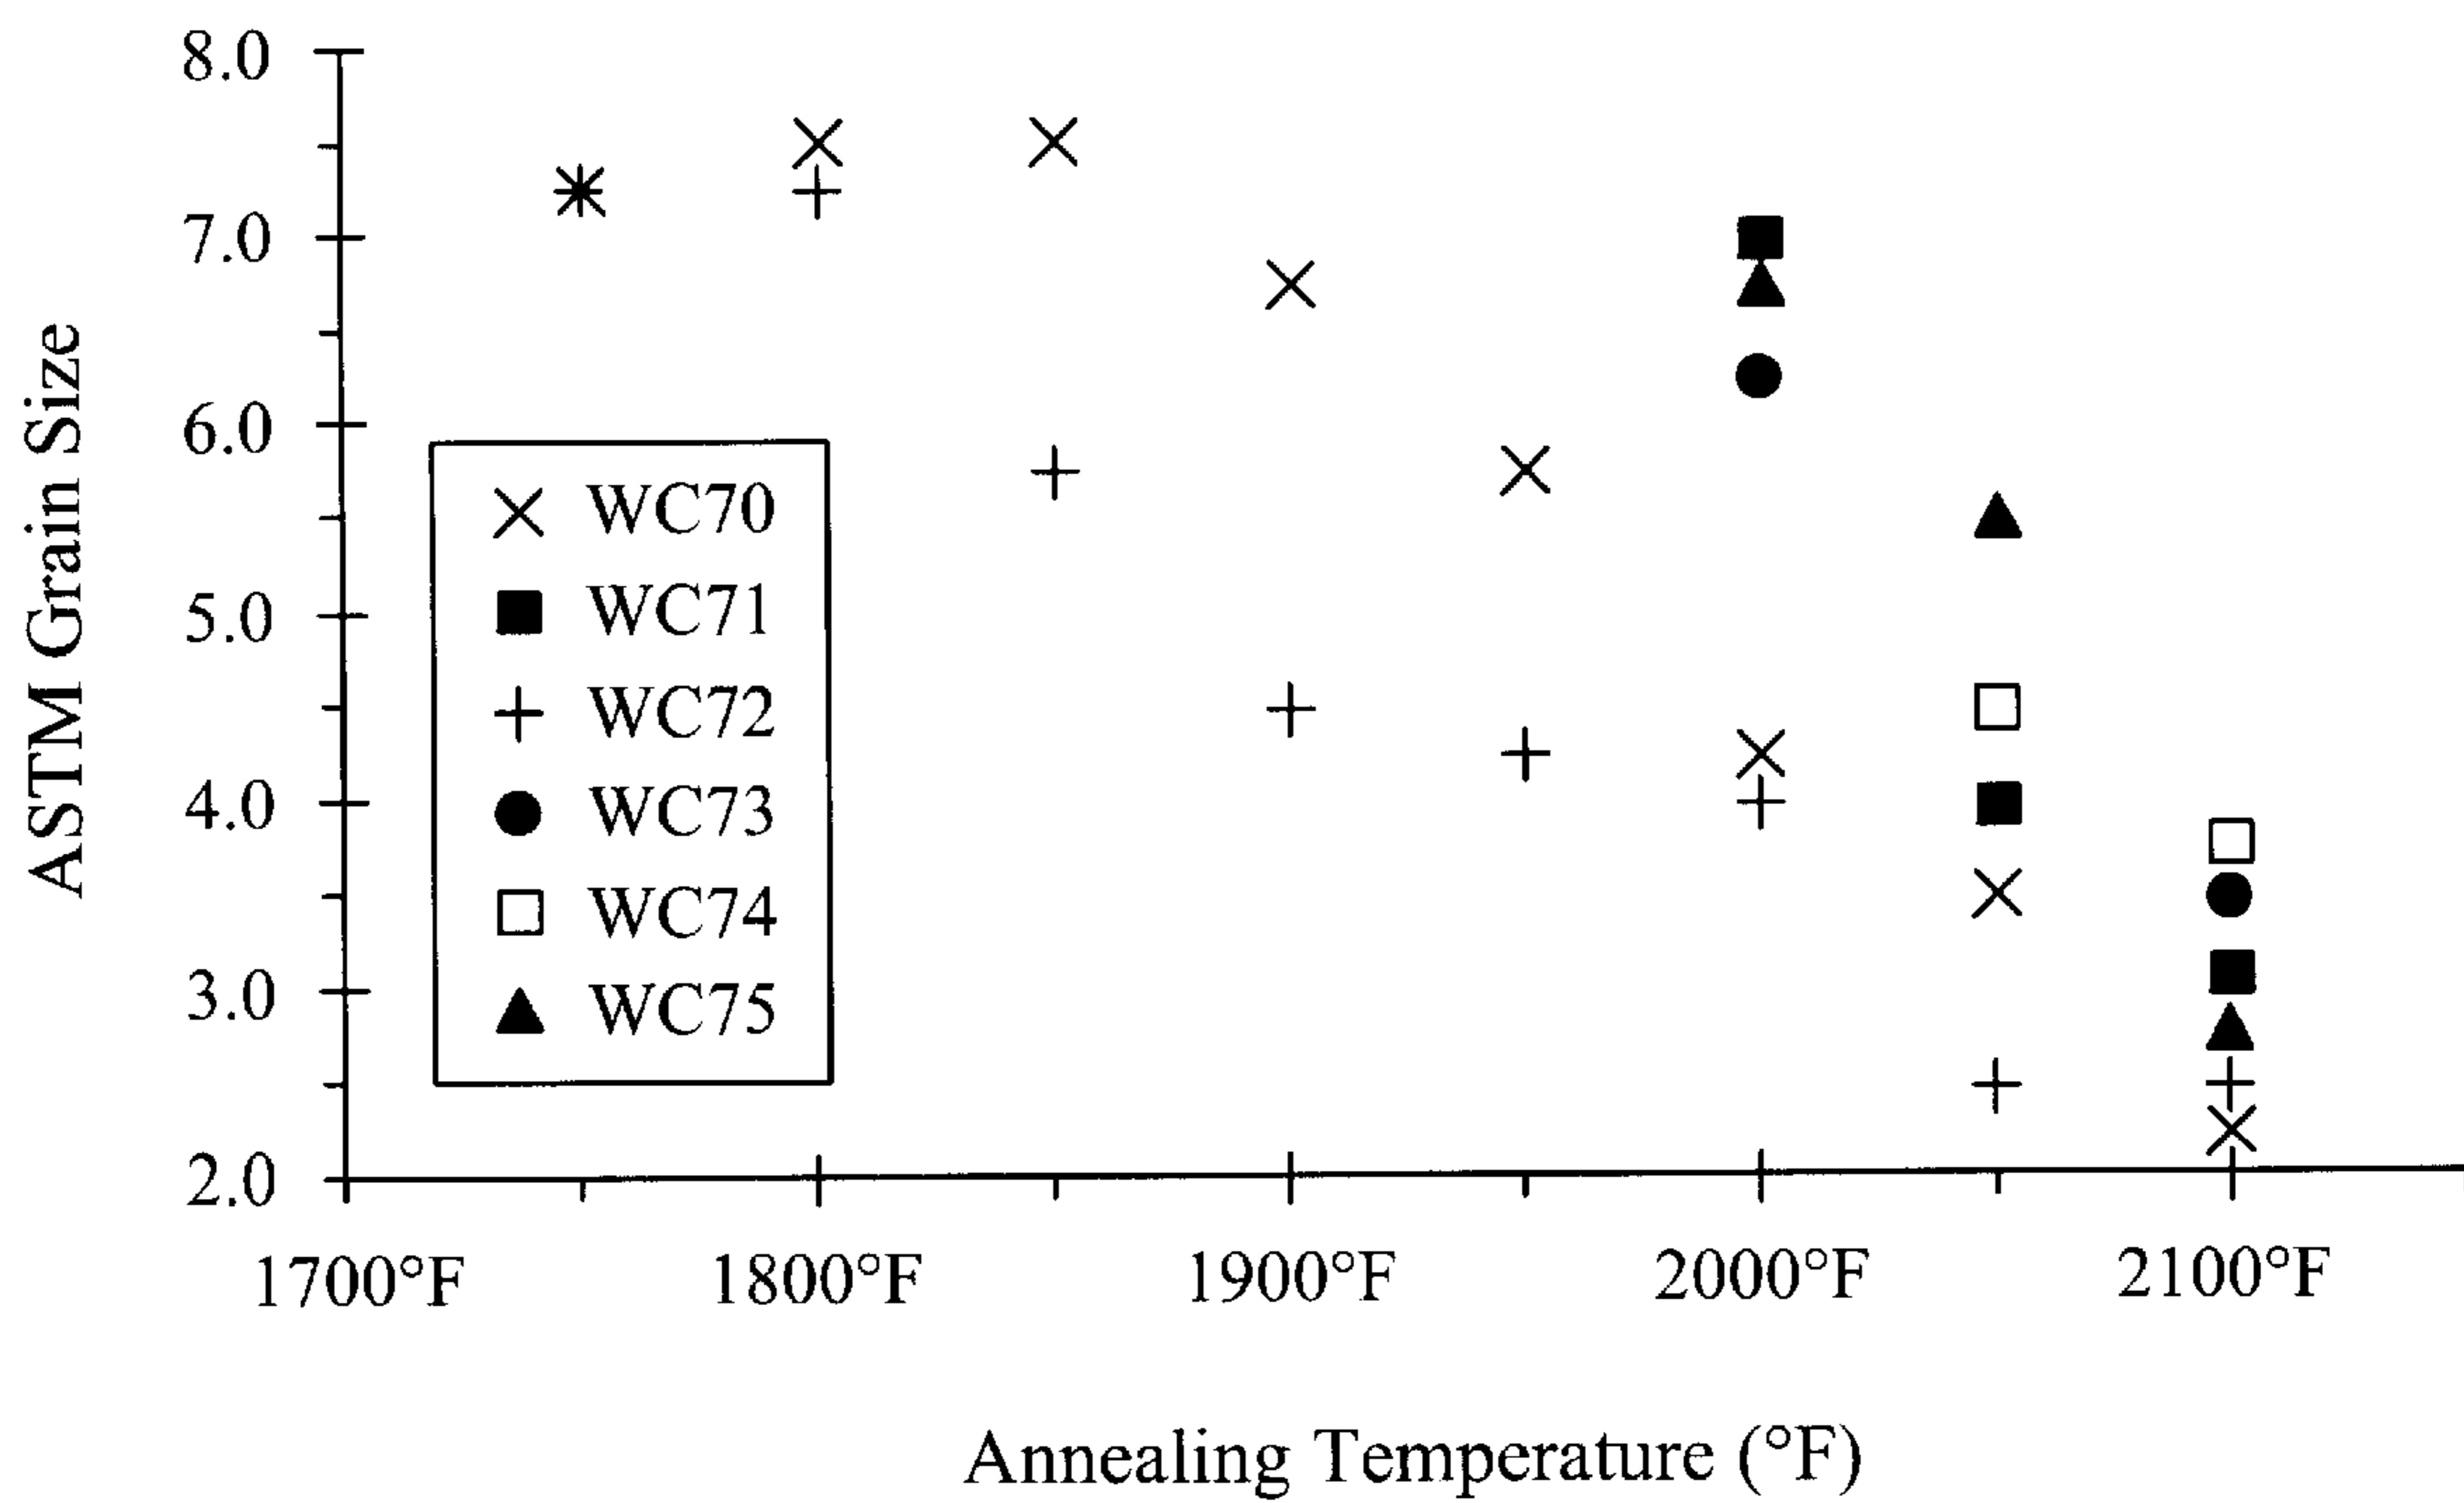 8.0
7.0
6.0
5.0
4.0
3.0
2.0
ASTM Grain Size
WC70
WC71
WC72
WC73
WC74
WC75
1700°F 1800°F 1900°F 2000°F 2100°F
Annealing Temperature (°F)